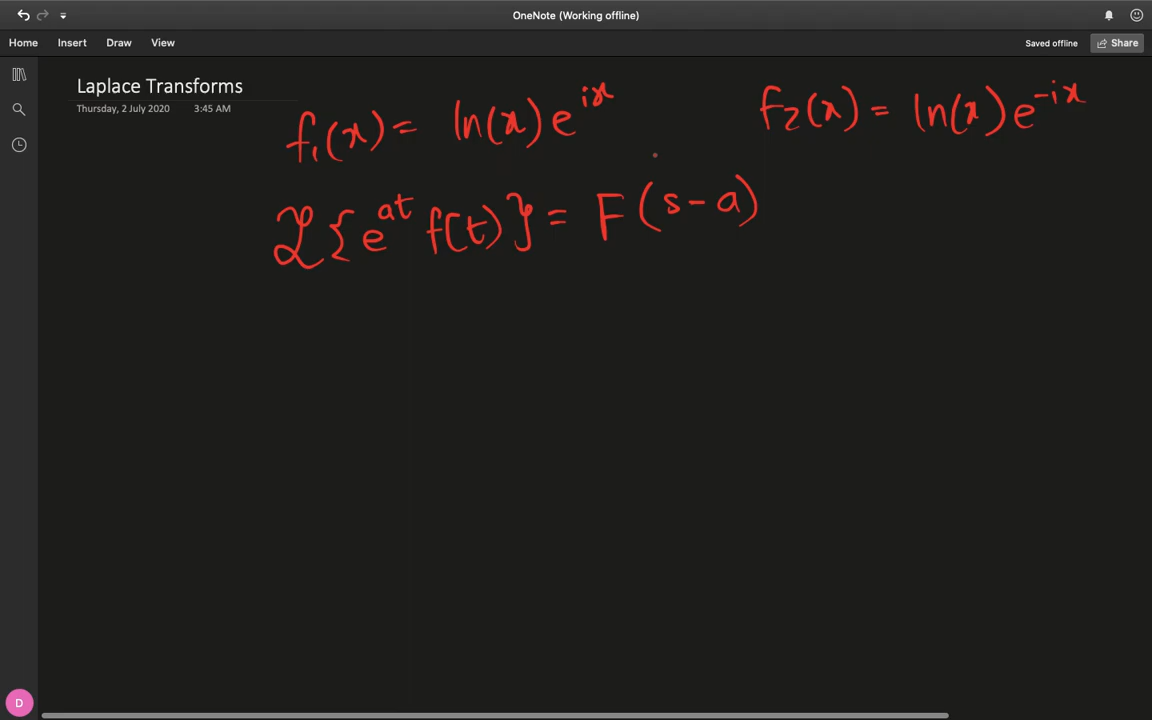 OneNote (Working offline)
Home Insert Draw View Saved offline Share
Laplace Transforms
Thursday, 2 July 2020 3:45 AM
f₁(x) = ln(x) e^{ix} f₂(x) = ln(x) e^{-ix}
ℒ{e^{at} f(t)} = F(s-a)
D